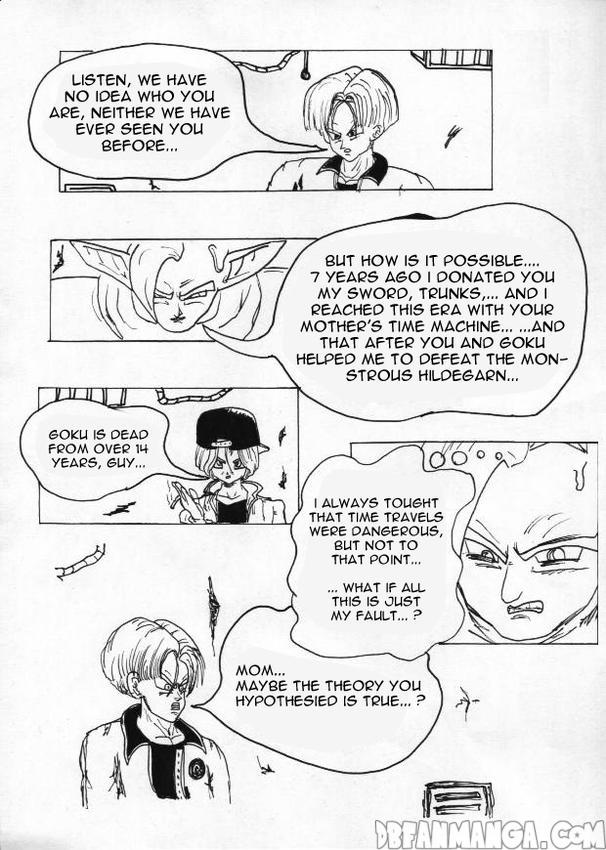 LISTEN, WE HAVE
NO IDEA WHO YOU
ARE, NEITHER WE HAVE
EVER SEEN YOU
BEFORE...
BUT HOW IS IT POSSIBLE....
7 YEARS AGO I DONATED YOU
MY SWORD, TRUNKS,... AND I
REACHED THIS ERA WITH YOUR
MOTHER'S TIME MACHINE... ...AND
THAT AFTER YOU AND GOKU
HELPED ME TO DEFEAT THE MON-
STROUS HILDEGARN...
GOKU IS DEAD
FROM OVER 14
YEARS, GUY...
I ALWAYS TOUGHT
THAT TIME TRAVELS
WERE DANGEROUS,
BUT NOT TO
THAT POINT...
... WHAT IF ALL
THIS IS JUST
MY FAULT... ?
MOM...
MAYBE THE THEORY YOU
HYPOTHESIED IS TRUE... ?
DBFANMANGA.COM